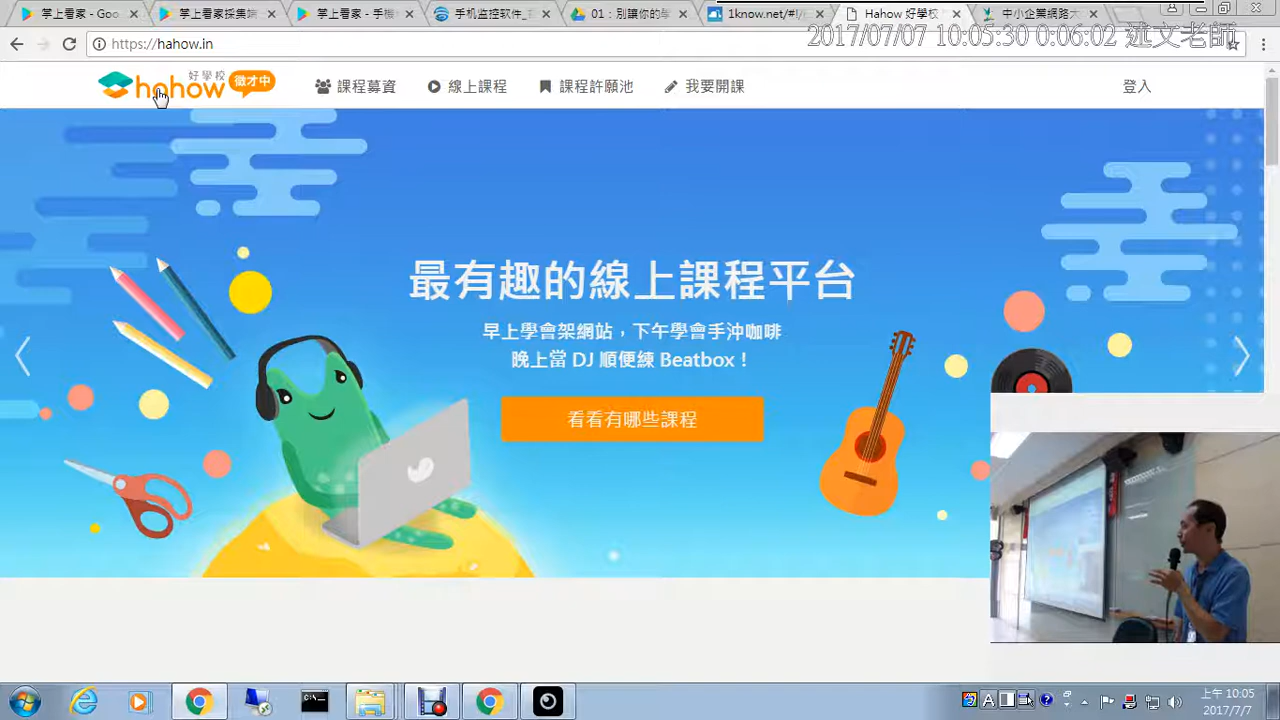 掌上看家 - Goo
掌上看家採集端
掌上看家 - 手機
手机监控软件_
01：別讓你的學
1know.net/#!/
Hahow 好學校
中小企業網路大
https://hahow.in
2017/07/07 10:05:30 0:06:02 述文老師
好學校
hahow
徵才中
課程募資
線上課程
課程許願池
我要開課
登入
最有趣的線上課程平台
早上學會架網站，下午學會手沖咖啡
晚上當 DJ 順便練 Beatbox！
看看有哪些課程
上午 10:05
2017/7/7